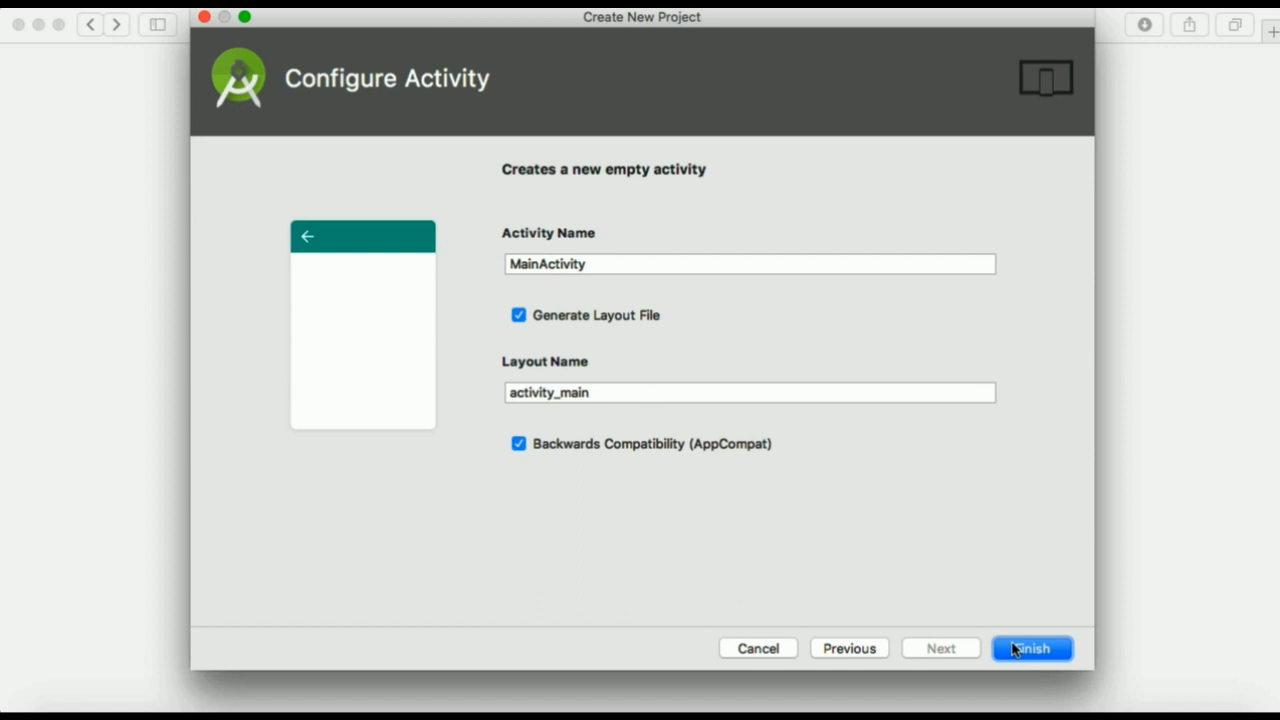 Create New Project
Configure Activity
Creates a new empty activity
Activity Name
MainActivity
Generate Layout File
Layout Name
activity_main
Backwards Compatibility (AppCompat)
Cancel
Previous
Next
Finish